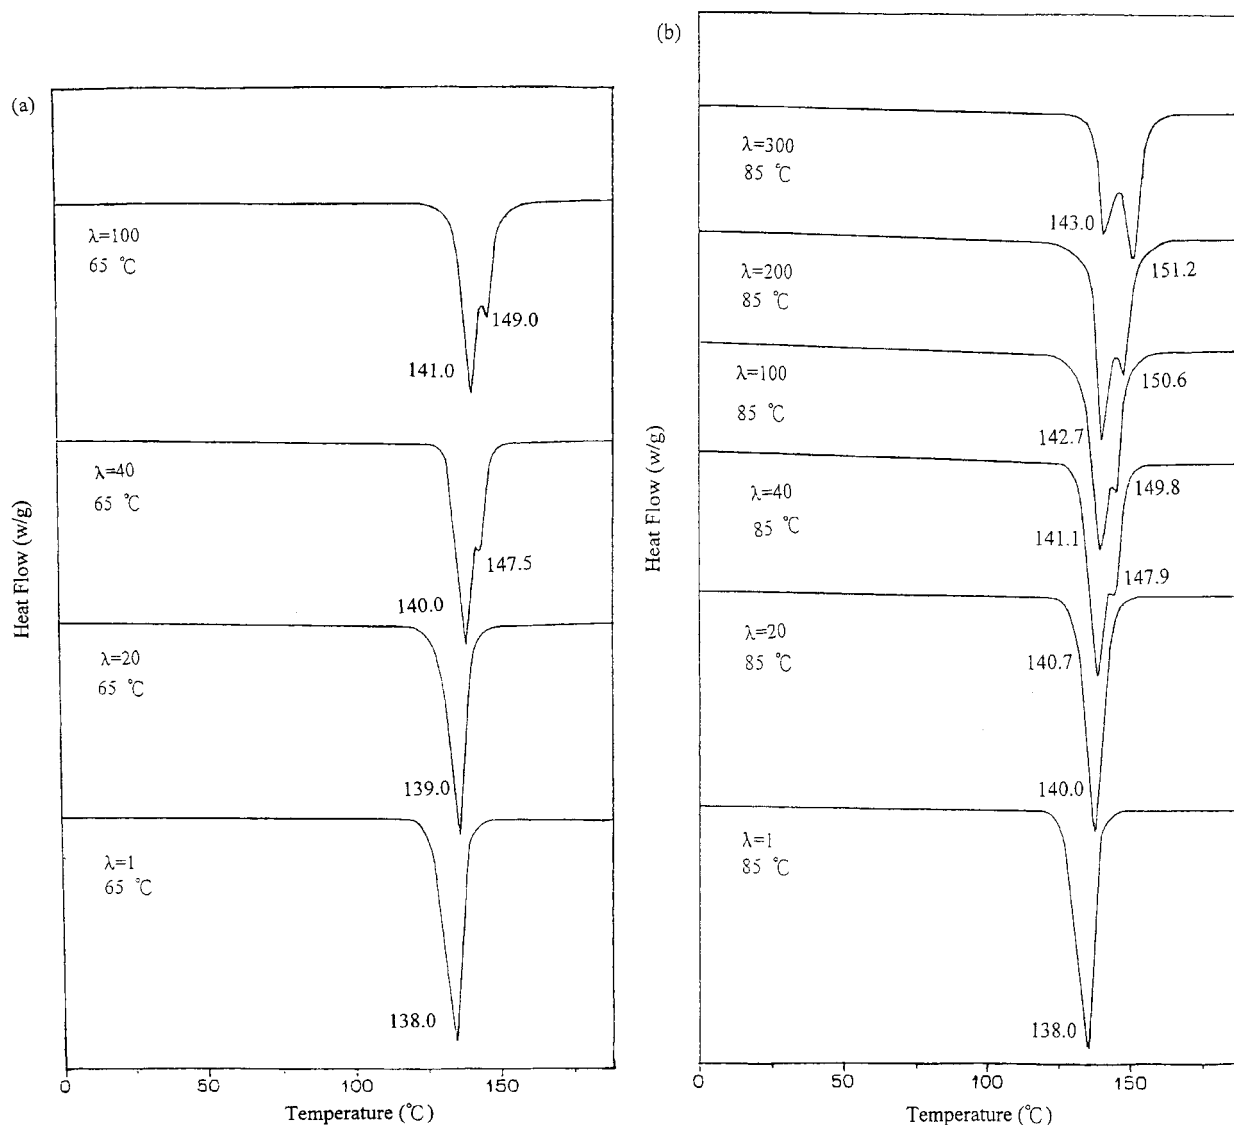 (a)
λ=100
65 ℃
149.0
141.0
λ=40
65 ℃
147.5
140.0
λ=20
65 ℃
139.0
λ=1
65 ℃
138.0
0
50
100
150
Temperature (℃)
Heat Flow (w/g)
(b)
λ=300
85 ℃
143.0
151.2
λ=200
85 ℃
150.6
λ=100
85 ℃
142.7
149.8
λ=40
85 ℃
141.1
147.9
λ=20
85 ℃
140.7
140.0
λ=1
85 ℃
138.0
0
50
100
150
Temperature (℃)
Heat Flow (w/g)